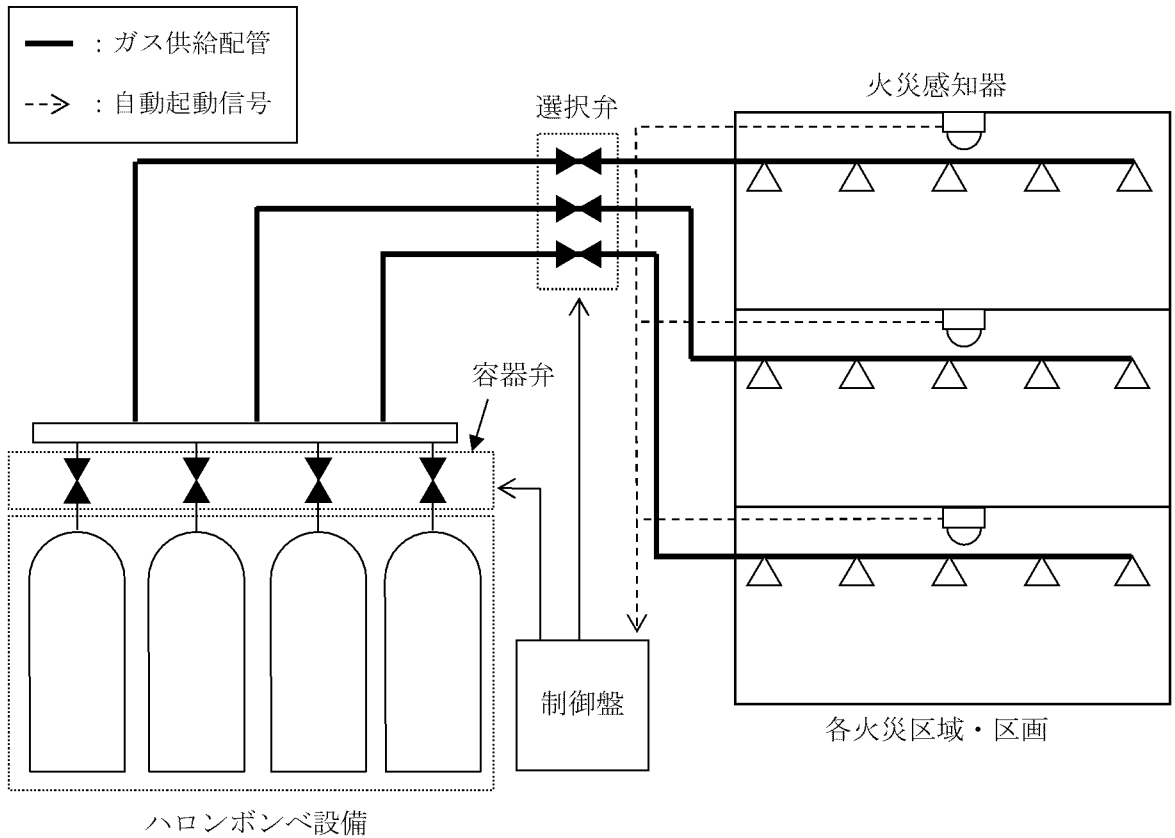 ：ガス供給配管
：自動起動信号
選択弁
火災感知器
容器弁
制御盤
各火災区域・区画
ハロンボンベ設備